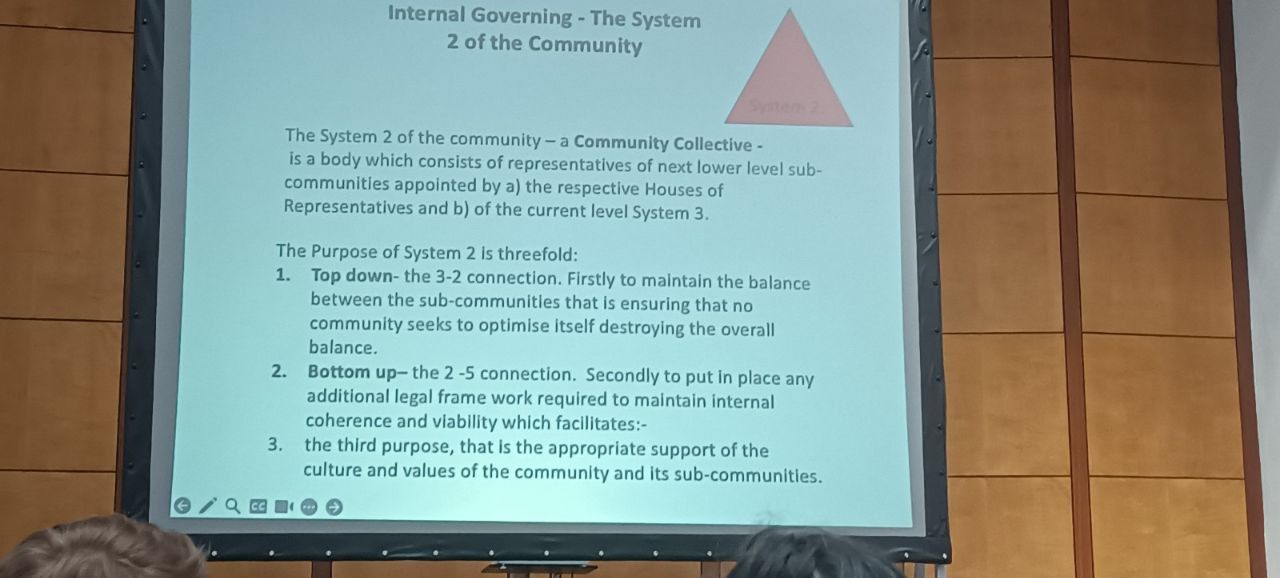 Internal Governing - The System
2 of the Community
System 2
The System 2 of the community – a Community Collective -
is a body which consists of representatives of next lower level sub-
communities appointed by a) the respective Houses of
Representatives and b) of the current level System 3.
The Purpose of System 2 is threefold:
1. Top down- the 3-2 connection. Firstly to maintain the balance
between the sub-communities that is ensuring that no
community seeks to optimise itself destroying the overall
balance.
2. Bottom up– the 2 -5 connection. Secondly to put in place any
additional legal frame work required to maintain internal
coherence and viability which facilitates:-
3. the third purpose, that is the appropriate support of the
culture and values of the community and its sub-communities.
CC